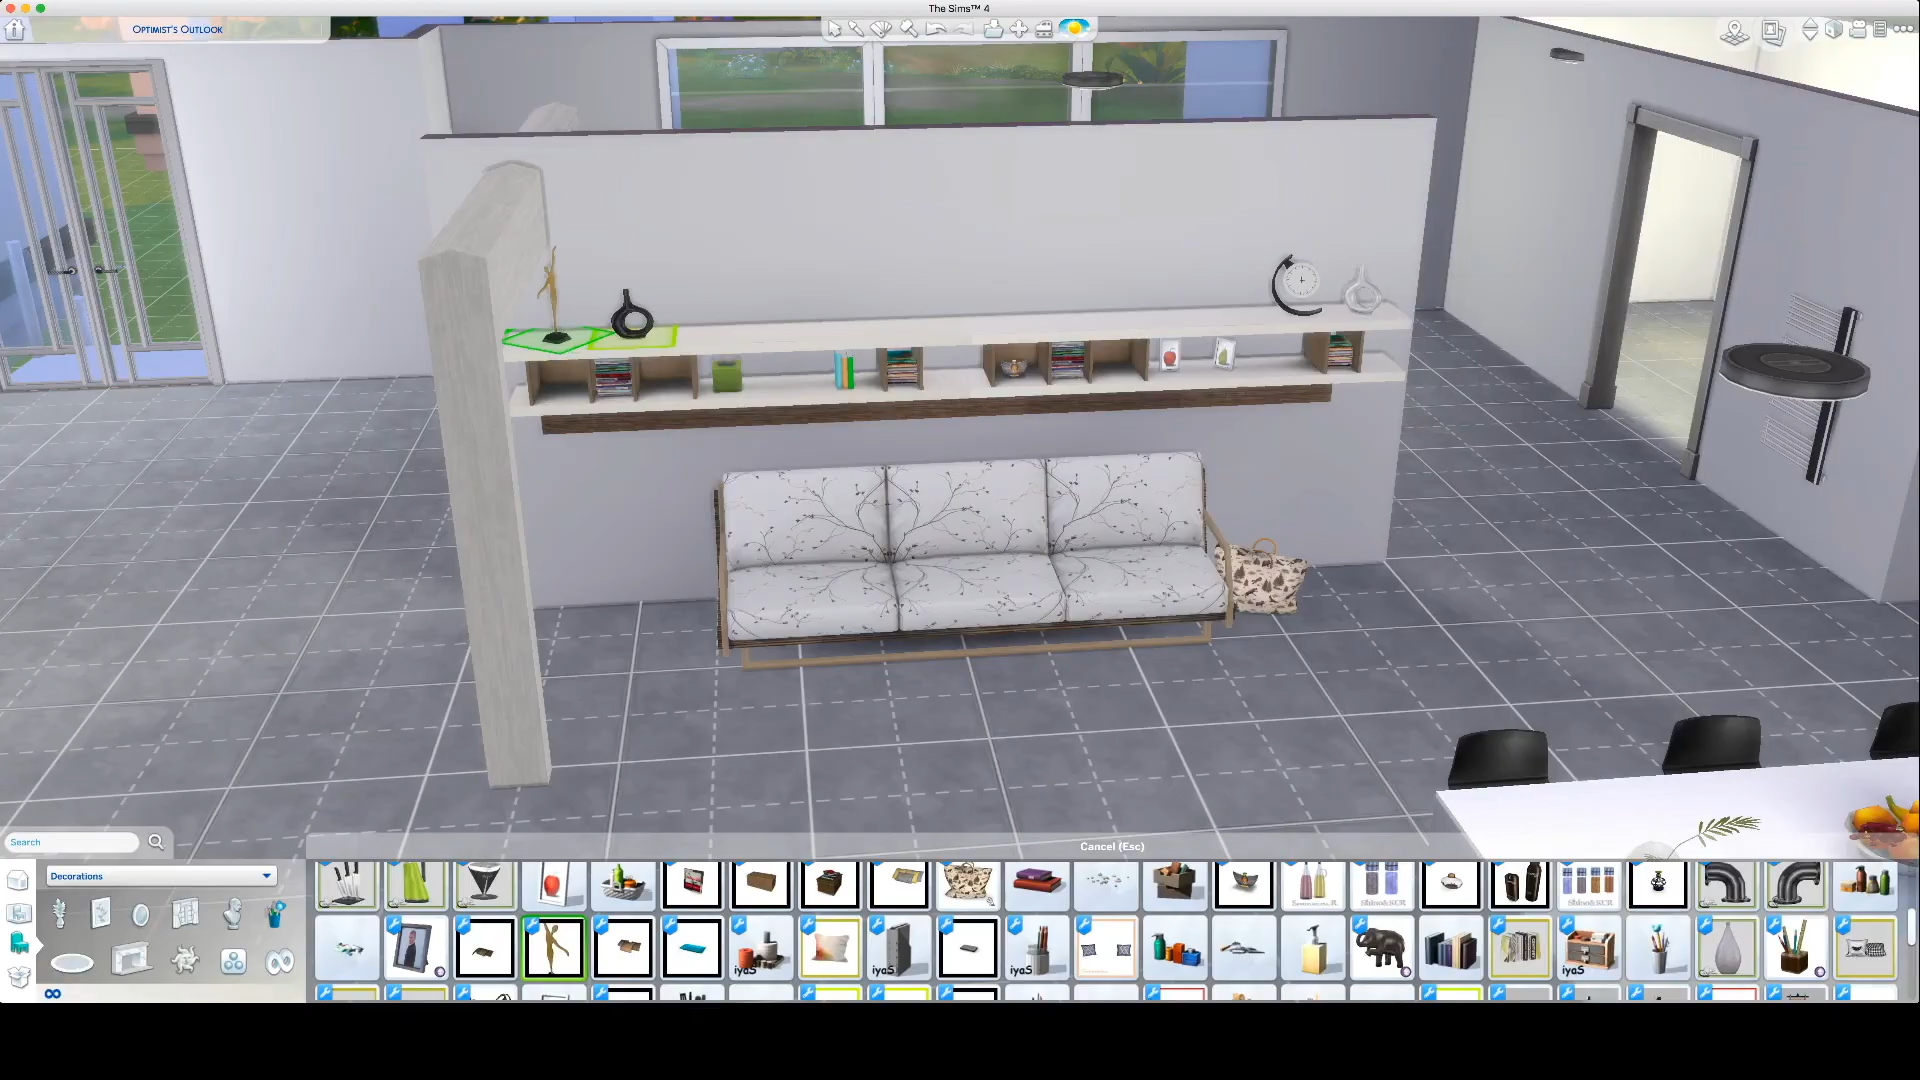 The Sims™ 4
Optimist's Outlook
Search
Cancel (Esc)
Decorations
iyaS
iyaS
iyaS
iyaS